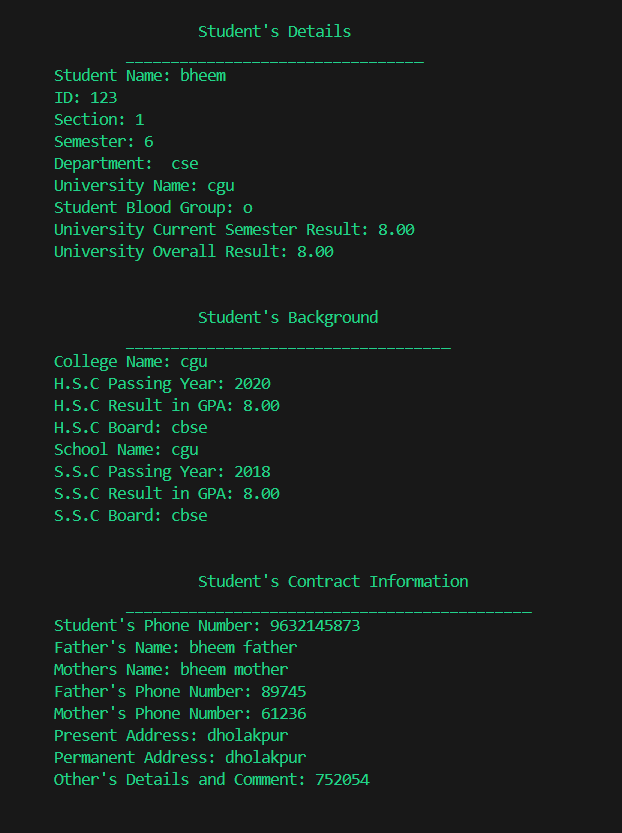 Student's Details
_________________________________
Student Name: bheem
ID: 123
Section: 1
Semester: 6
Department:  cse
University Name: cgu
Student Blood Group: o
University Current Semester Result: 8.00
University Overall Result: 8.00
Student's Background
____________________________________
College Name: cgu
H.S.C Passing Year: 2020
H.S.C Result in GPA: 8.00
H.S.C Board: cbse
School Name: cgu
S.S.C Passing Year: 2018
S.S.C Result in GPA: 8.00
S.S.C Board: cbse
Student's Contract Information
_____________________________________________
Student's Phone Number: 9632145873
Father's Name: bheem father
Mothers Name: bheem mother
Father's Phone Number: 89745
Mother's Phone Number: 61236
Present Address: dholakpur
Permanent Address: dholakpur
Other's Details and Comment: 752054